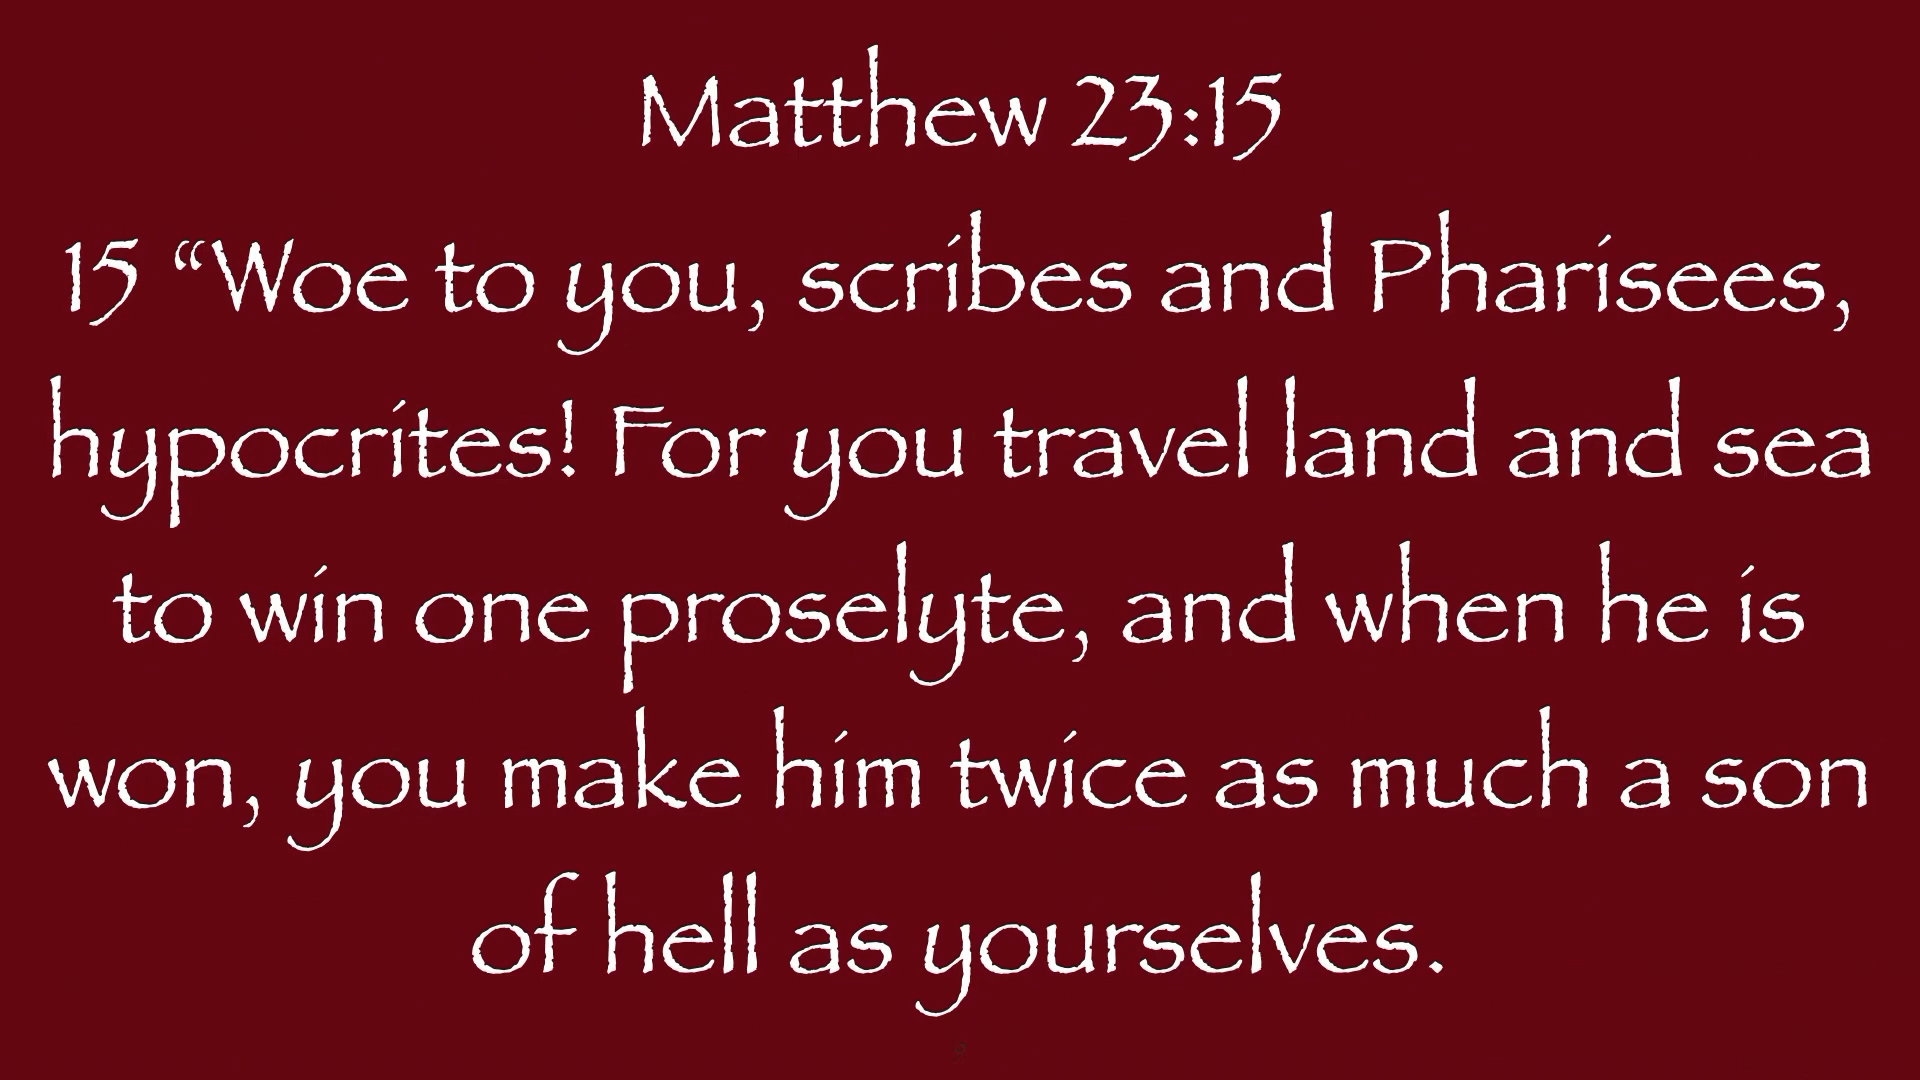 Matthew 23:15
15 “Woe to you, scribes and Pharisees,
hypocrites! For you travel land and sea
to win one proselyte, and when he is
won, you make him twice as much a son
of hell as yourselves.
9